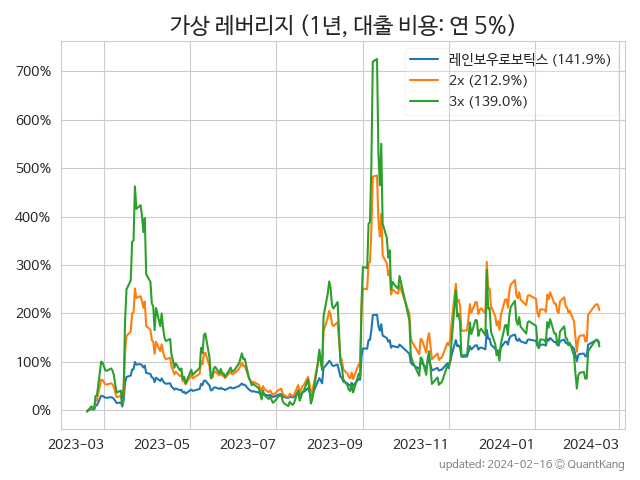 가상 레버리지 (1년, 대출 비용: 연 5%)
레인보우로보틱스 (141.9%)
2x (212.9%)
3x (139.0%)
700%
600%
500%
400%
300%
200%
100%
0%
2023-03 2023-05 2023-07 2023-09 2023-11 2024-01 2024-03
updated: 2024-02-16 © QuantKang